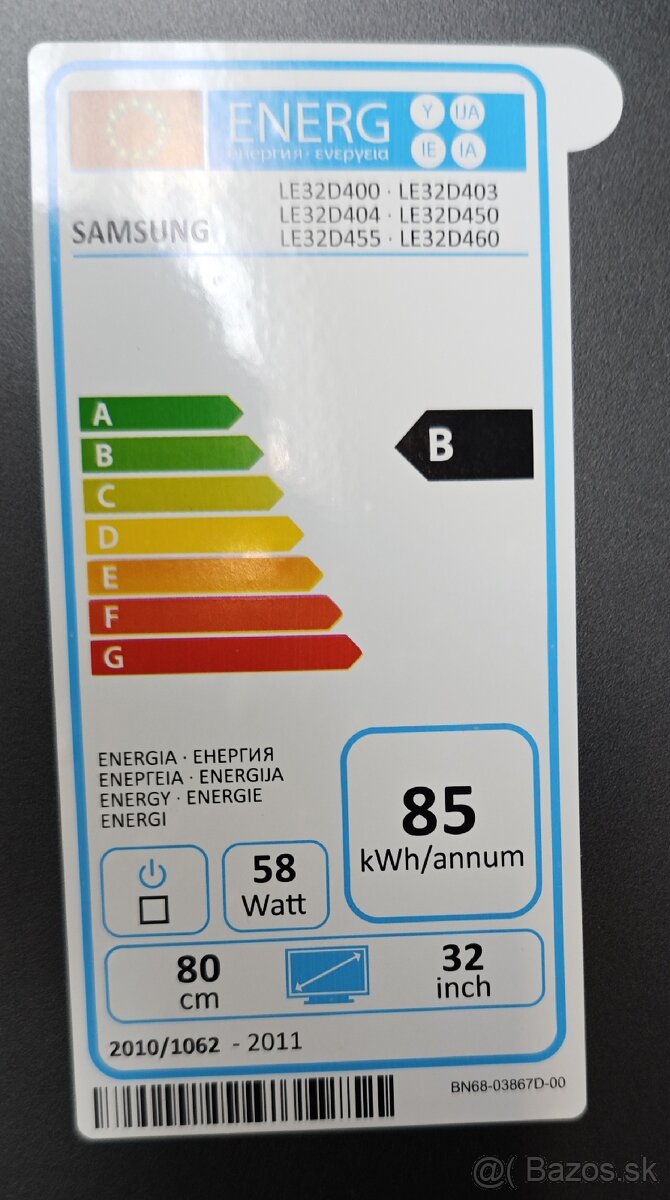 ENERG Y IJA
енергия · ενεργεια IE IA
SAMSUNG
LE32D400 · LE32D403
LE32D404 · LE32D450
LE32D455 · LE32D460
A
B
C
D
E
F
G
B
ENERGIA · ЕНЕРГИЯ
ΕΝΕΡΓΕΙΑ · ENERGIJA
ENERGY · ENERGIE
ENERGI
85
kWh/annum
58
Watt
80
cm
32
inch
2010/1062 - 2011
BN68-03867D-00
@( Bazos.sk